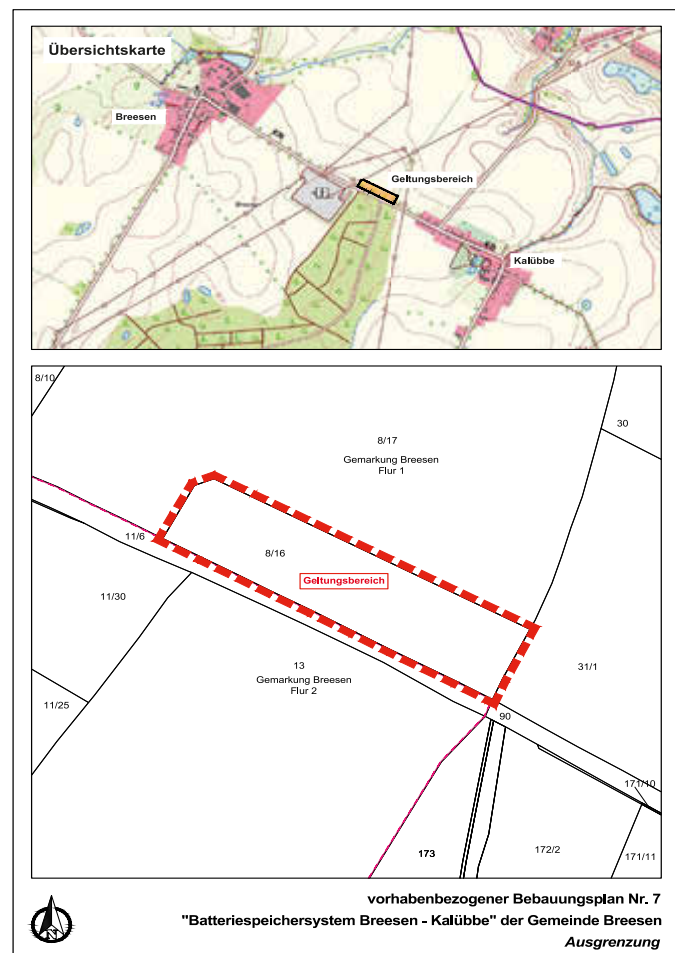 Übersichtskarte
Breesen
Geltungsbereich
Kalübbe
8/10
30
8/17
Gemarkung Breesen
Flur 1
11/6
8/16
Geltungsbereich
11/30
13
Gemarkung Breesen
Flur 2
31/1
11/25
90
171/10
173
172/2
171/11
N
vorhabenbezogener Bebauungsplan Nr. 7
"Batteriespeichersystem Breesen - Kalübbe" der Gemeinde Breesen
Ausgrenzung